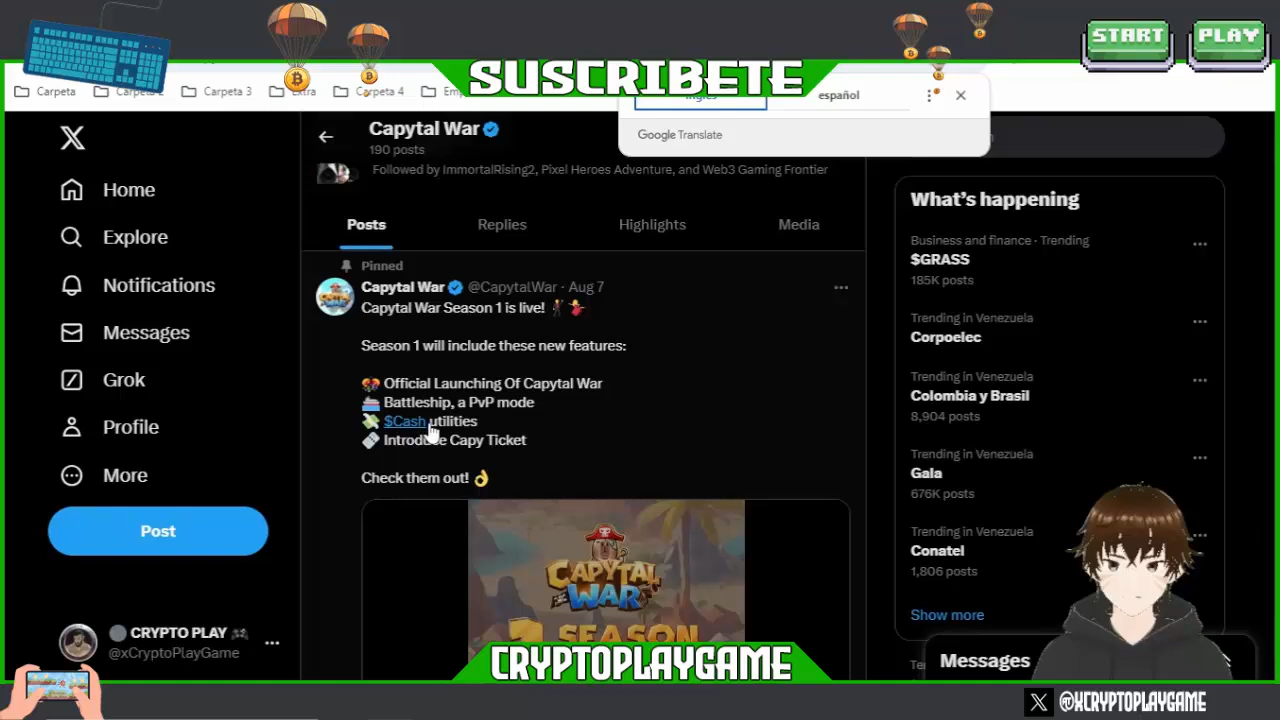 START
PLAY
SUSCRIBETE
Carpeta
Carpeta 2
Carpeta 3
Extra
Carpeta 4
inglés
español
Google Translate
X
Capytal War
190 posts
Followed by ImmortalRising2, Pixel Heroes Adventure, and Web3 Gaming Frontier
Home
Explore
Notifications
Messages
Grok
Profile
More
Post
CRYPTO PLAY
@xCryptoPlayGame
Posts
Replies
Highlights
Media
Pinned
Capytal War @CapytalWar · Aug 7
Capytal War Season 1 is live!
Season 1 will include these new features:
Official Launching Of Capytal War
Battleship, a PvP mode
$Cash utilities
Introduce Capy Ticket
Check them out!
CAPYTAL
WAR
SEASON
What's happening
Business and finance · Trending
$GRASS
185K posts
Trending in Venezuela
Corpoelec
Trending in Venezuela
Colombia y Brasil
8,904 posts
Trending in Venezuela
Gala
676K posts
Trending in Venezuela
Conatel
1,806 posts
Show more
Messages
CRYPTOPLAYGAME
X @XCRYPTOPLAYGAME